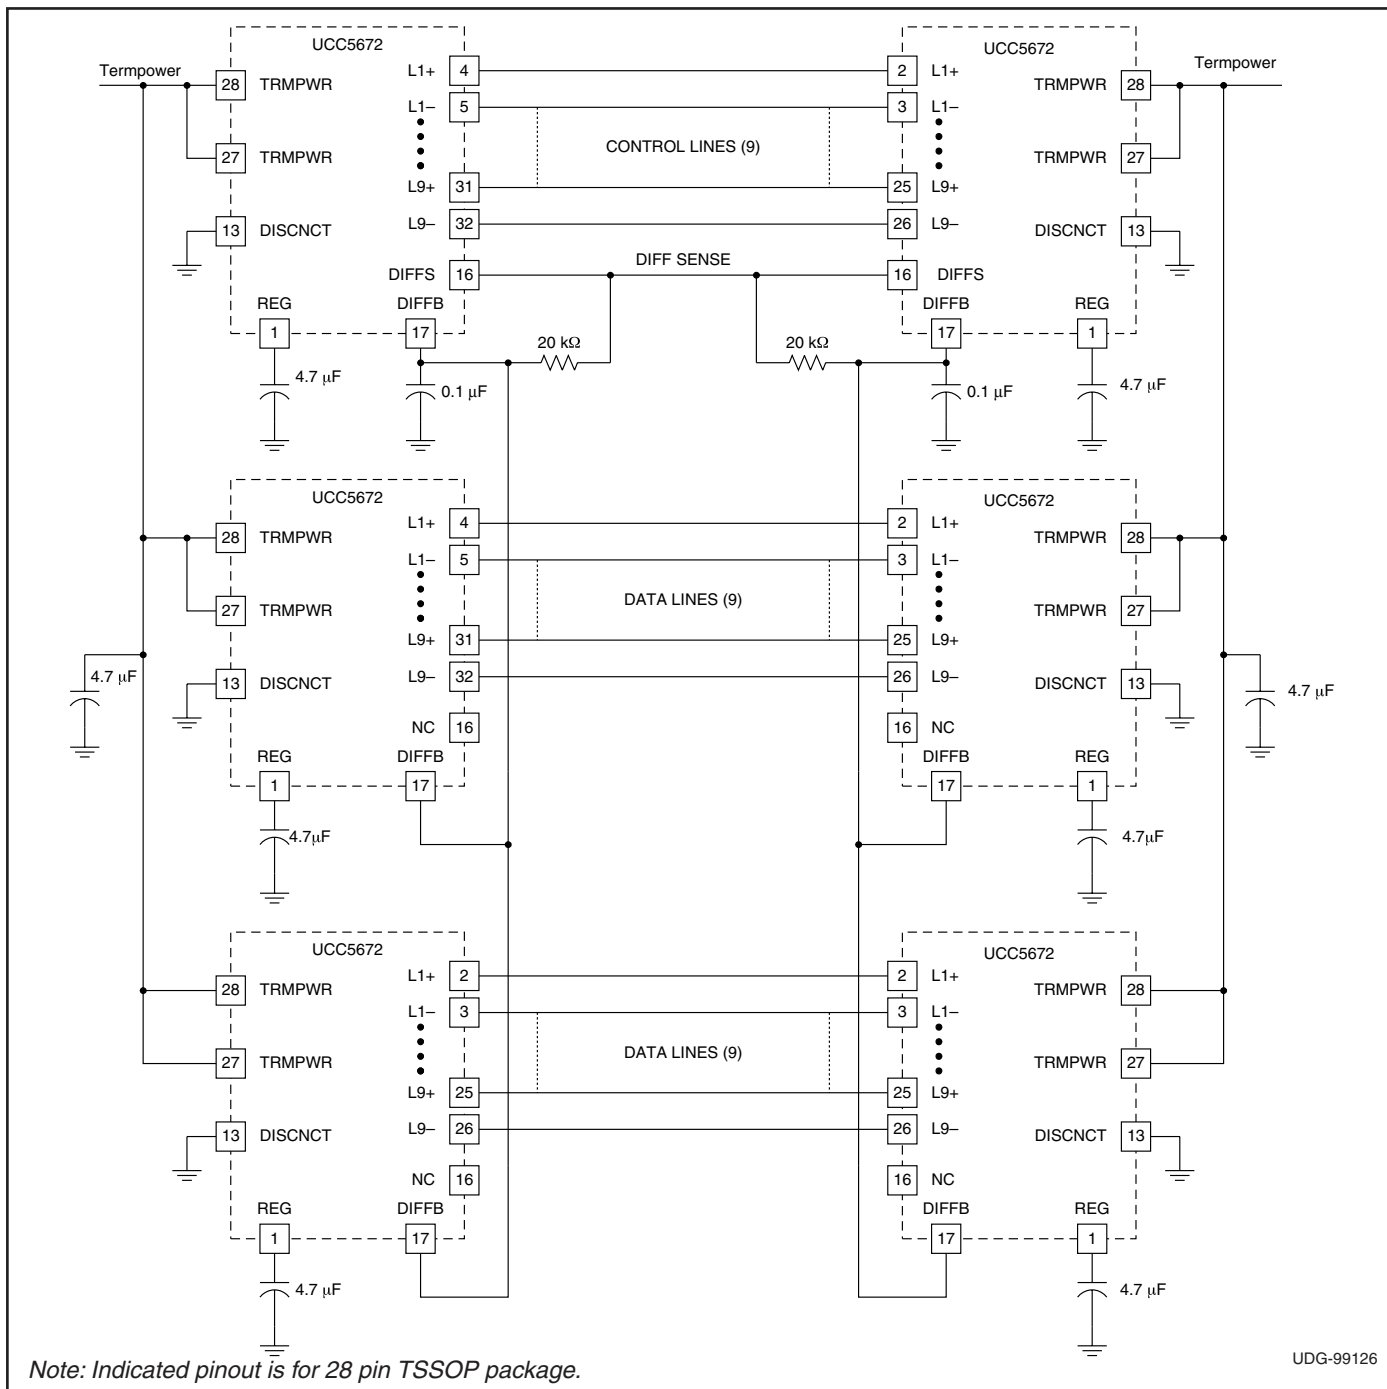 UCC5672
UCC5672
Termpower
Termpower
28 TRMPWR
L1+ 4
2 L1+
TRMPWR 28
L1– 5
3 L1–
CONTROL LINES (9)
27 TRMPWR
TRMPWR 27
L9+ 31
25 L9+
L9– 32
26 L9–
13 DISCNCT
DISCNCT 13
DIFF SENSE
DIFFS 16
16 DIFFS
REG
DIFFB
DIFFB
REG
1
17
17
1
20 kΩ
20 kΩ
4.7 µF
0.1 µF
0.1 µF
4.7 µF
UCC5672
UCC5672
28 TRMPWR
L1+ 4
2 L1+
TRMPWR 28
L1– 5
3 L1–
DATA LINES (9)
27 TRMPWR
TRMPWR 27
L9+ 31
25 L9+
4.7 µF
13 DISCNCT
L9– 32
26 L9–
DISCNCT 13
4.7 µF
NC 16
16 NC
REG
DIFFB
DIFFB
REG
1
17
17
1
4.7µF
4.7µF
UCC5672
UCC5672
28 TRMPWR
L1+ 2
2 L1+
TRMPWR 28
L1– 3
3 L1–
DATA LINES (9)
27 TRMPWR
TRMPWR 27
L9+ 25
25 L9+
L9– 26
26 L9–
13 DISCNCT
DISCNCT 13
NC 16
16 NC
REG
DIFFB
DIFFB
REG
1
17
17
1
4.7 µF
4.7 µF
Note: Indicated pinout is for 28 pin TSSOP package.
UDG-99126